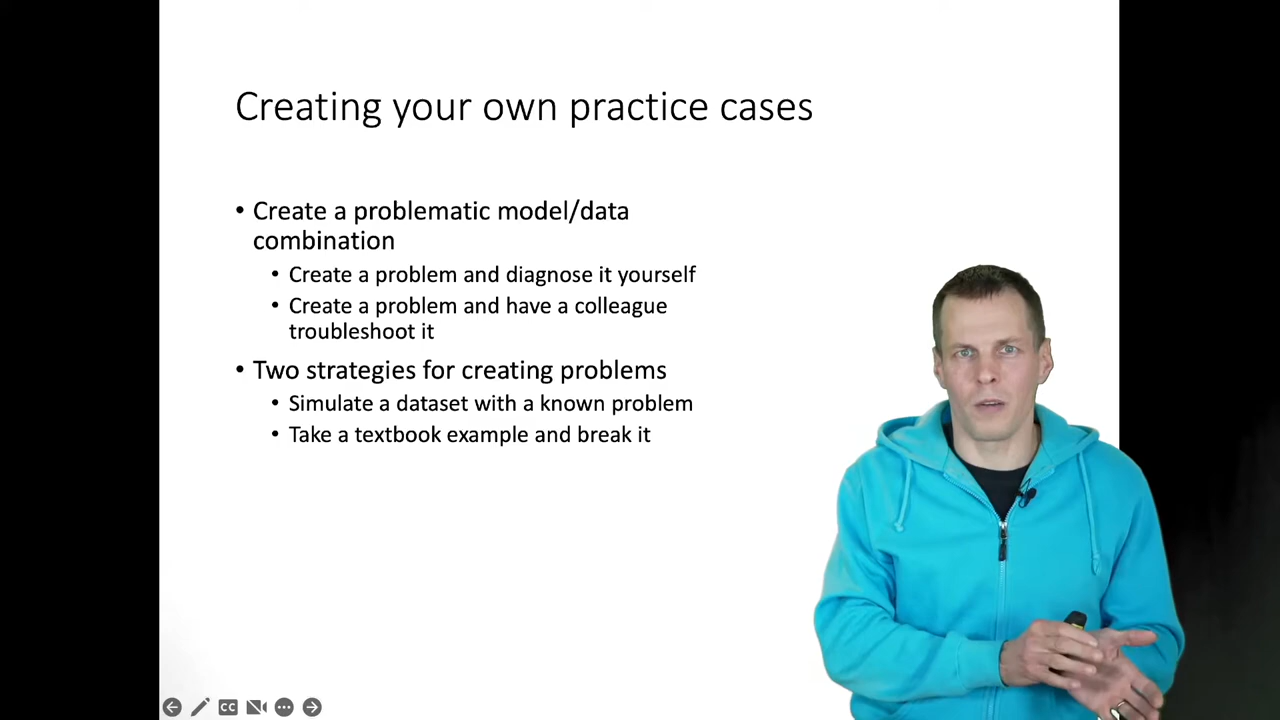 Creating your own practice cases
• Create a problematic model/data
combination
• Create a problem and diagnose it yourself
• Create a problem and have a colleague
troubleshoot it
• Two strategies for creating problems
• Simulate a dataset with a known problem
• Take a textbook example and break it
CC